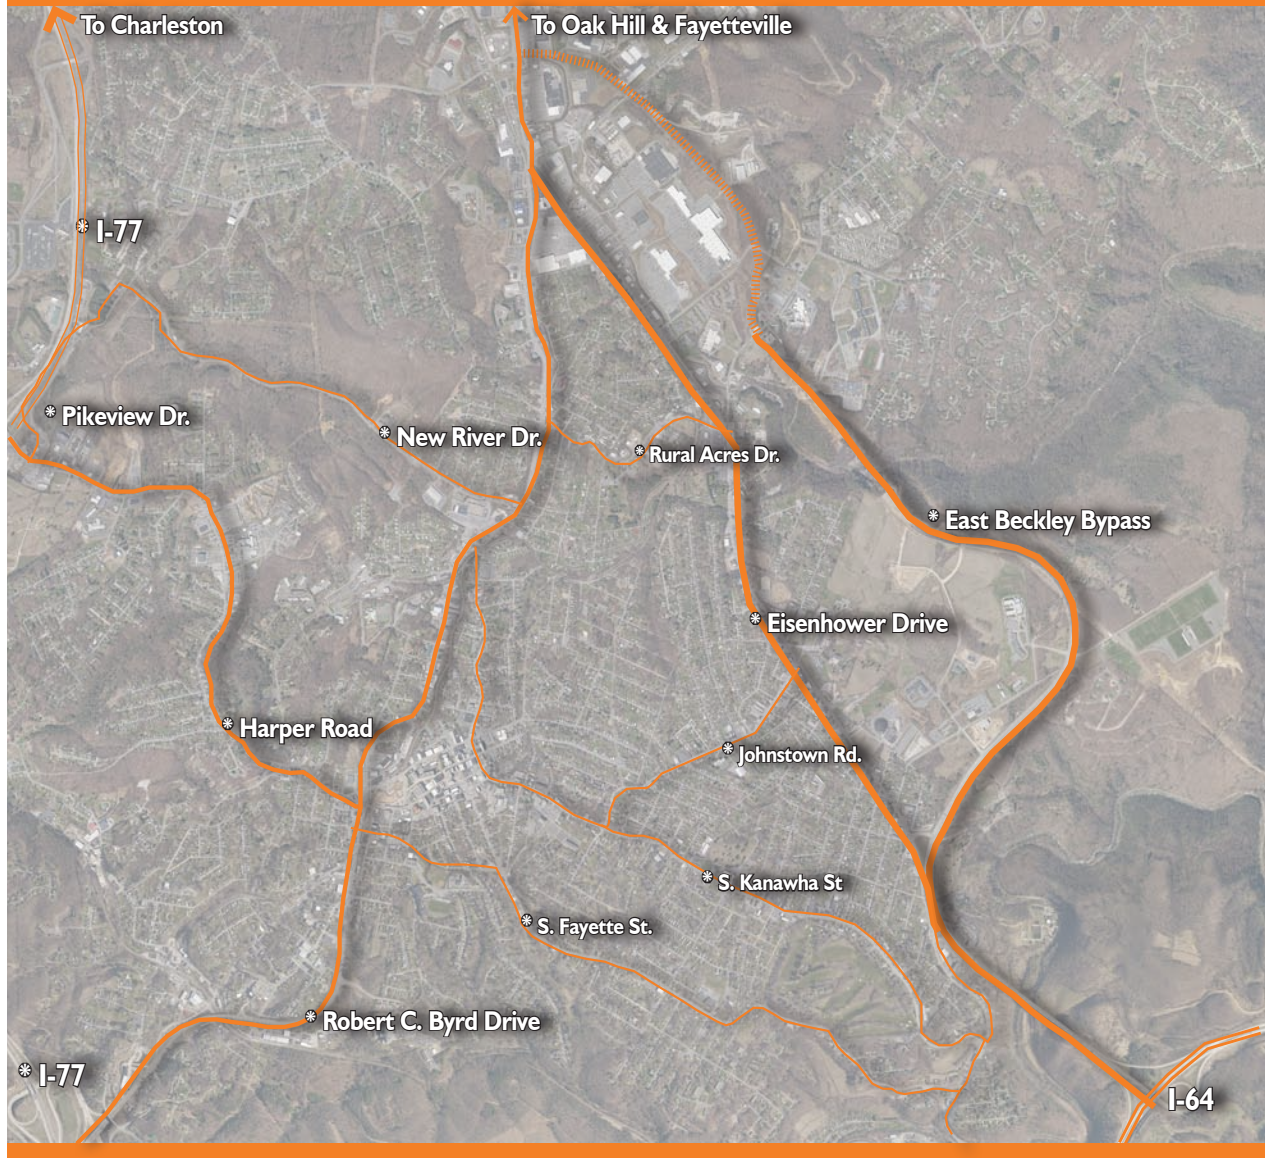 To Charleston
To Oak Hill & Fayetteville
I-77
Pikeview Dr.
New River Dr.
Rural Acres Dr.
East Beckley Bypass
Eisenhower Drive
Harper Road
Johnstown Rd.
S. Kanawha St
S. Fayette St.
Robert C. Byrd Drive
I-77
I-64